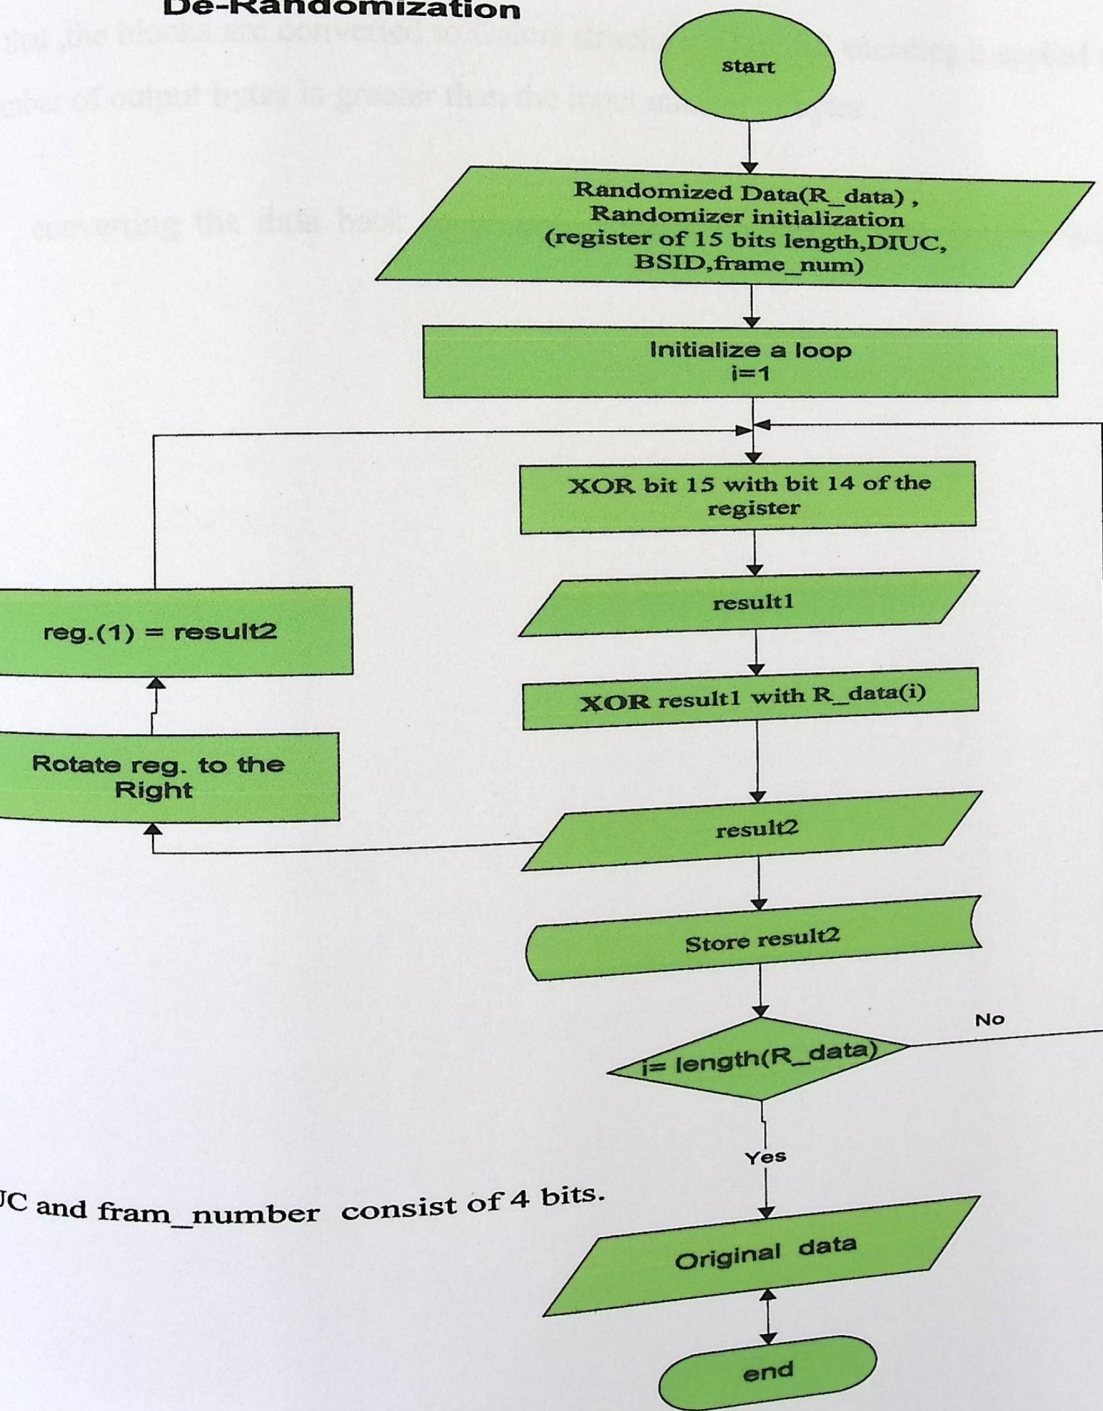 De-Randomization
start
Randomized Data(R_data) ,
Randomizer initialization
(register of 15 bits length,DIUC,
BSID,frame_num)
Initialize a loop
i=1
XOR bit 15 with bit 14 of the
register
result1
reg.(1) = result2
XOR result1 with R_data(i)
Rotate reg. to the
Right
result2
Store result2
i= length(R_data)
No
Yes
and fram_number consist of 4 bits.
Original data
end